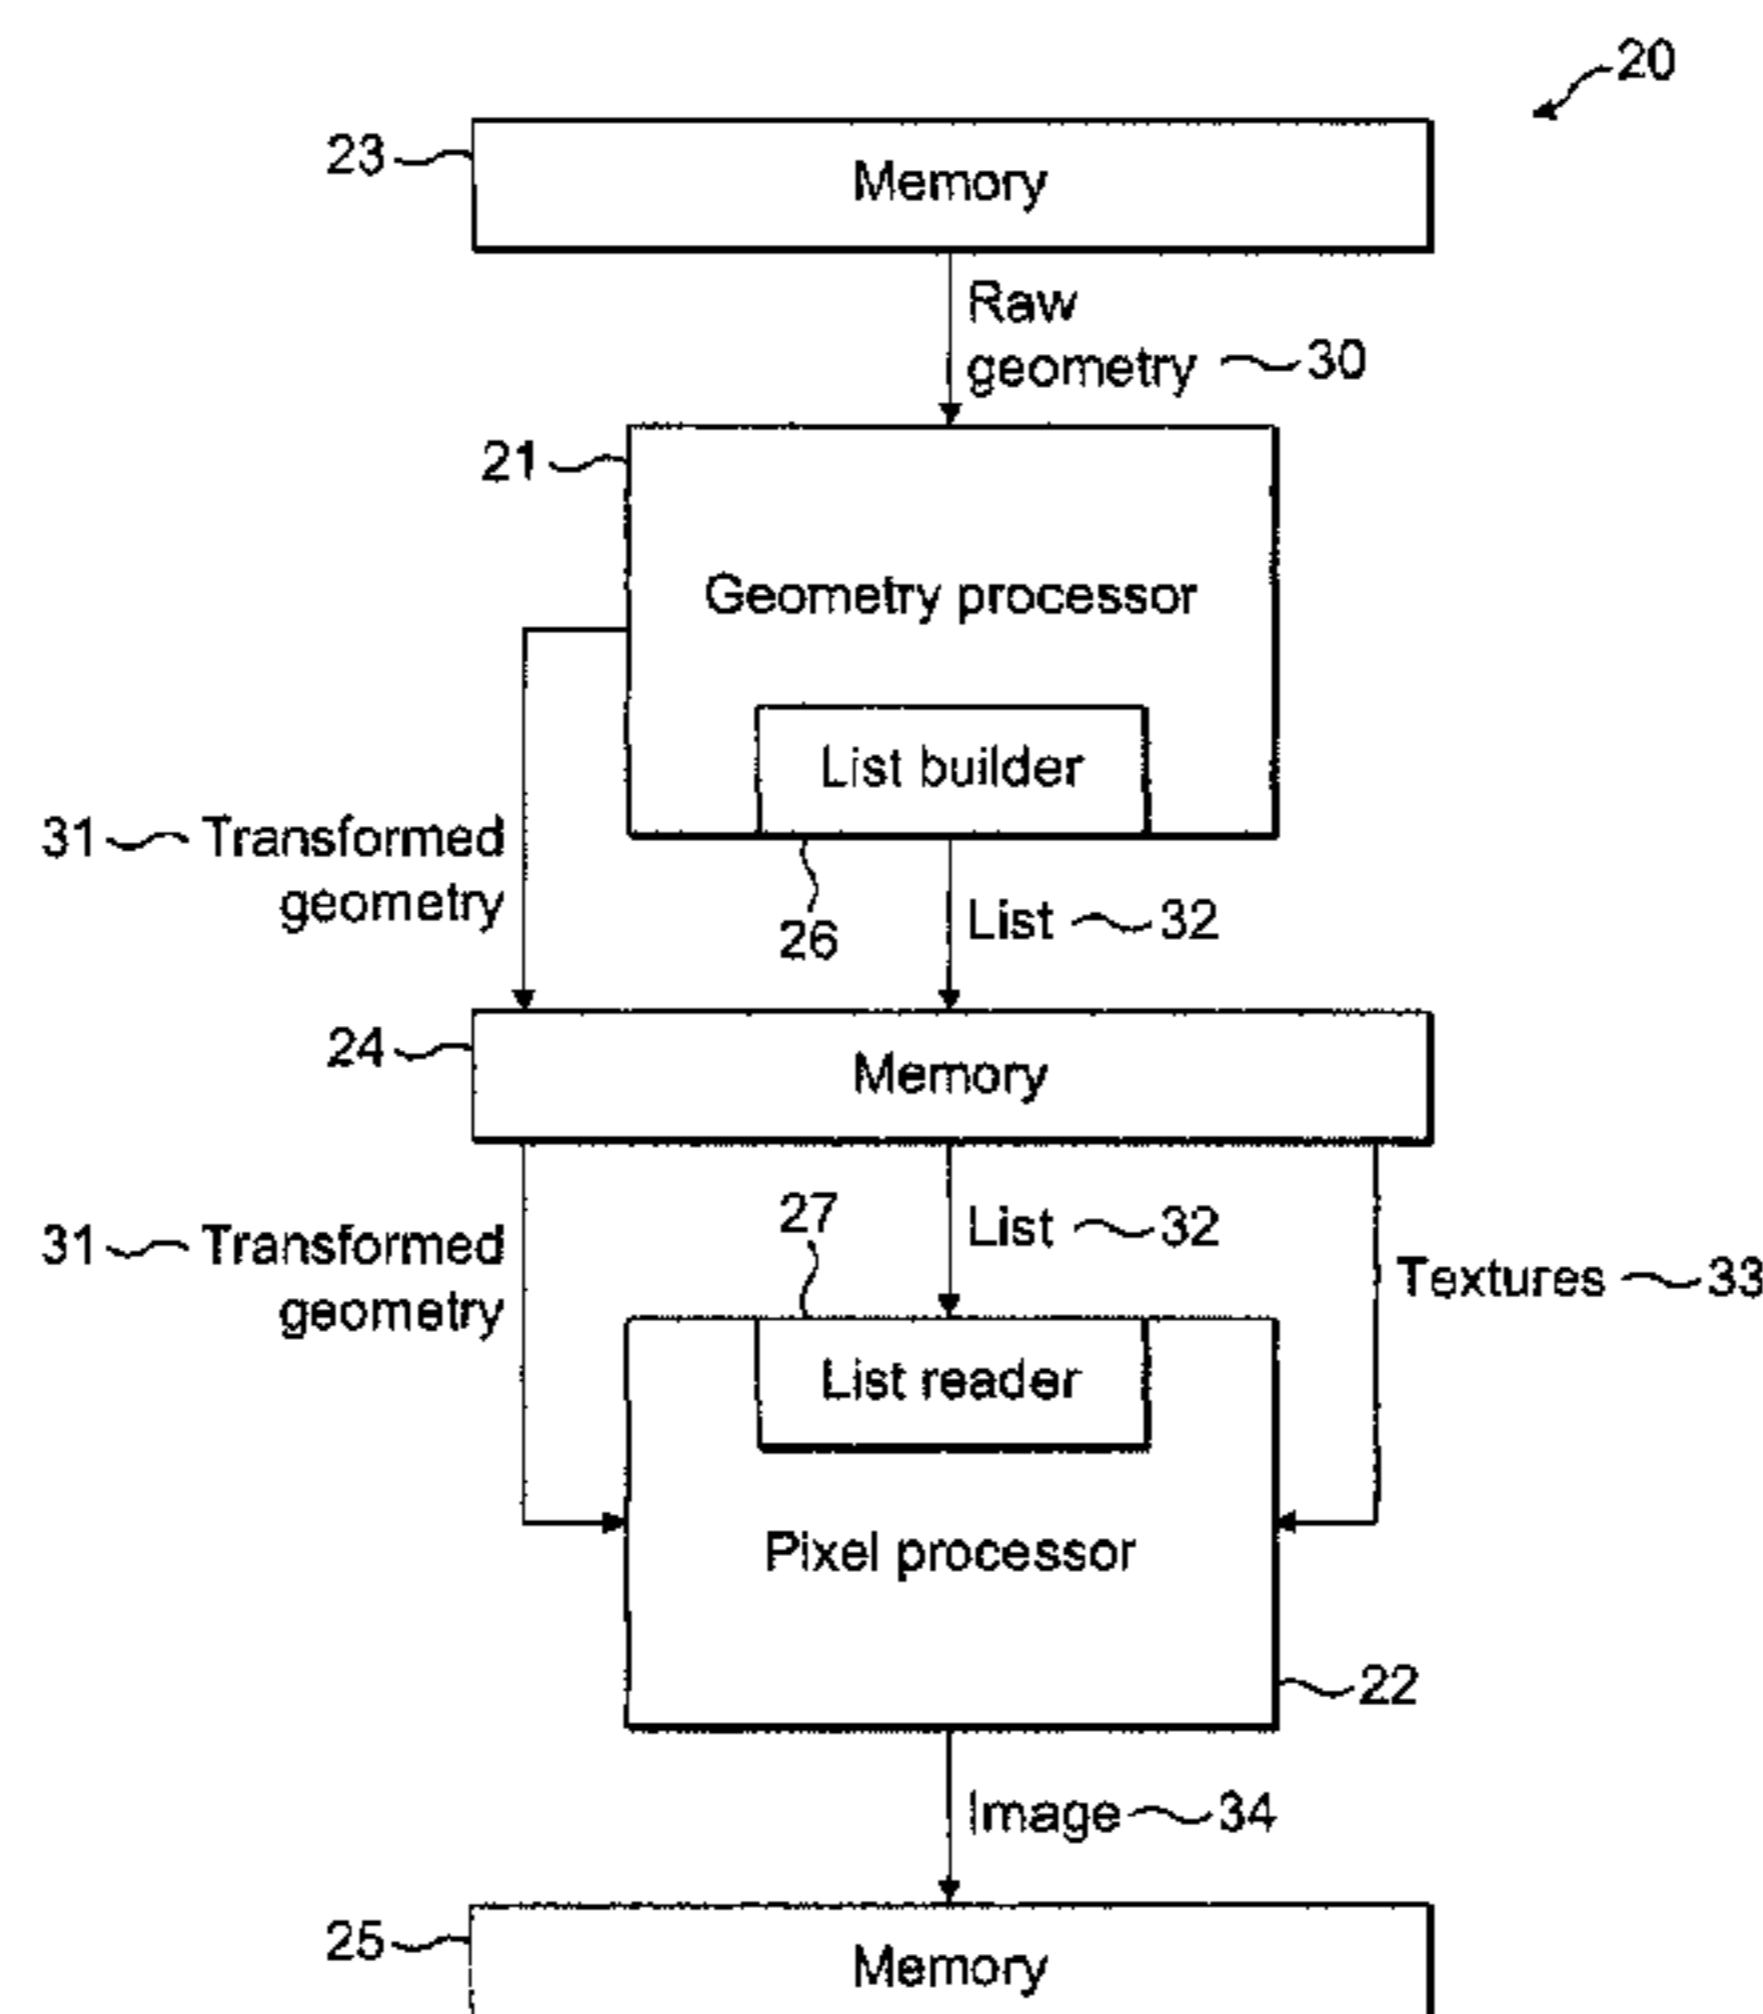 20
23
Memory
Raw
geometry 30
21
Geometry processor
List builder
31 Transformed
geometry
26
List 32
24
Memory
27
List 32
31 Transformed
geometry
Textures 33
List reader
Pixel processor
22
Image 34
25
Memory